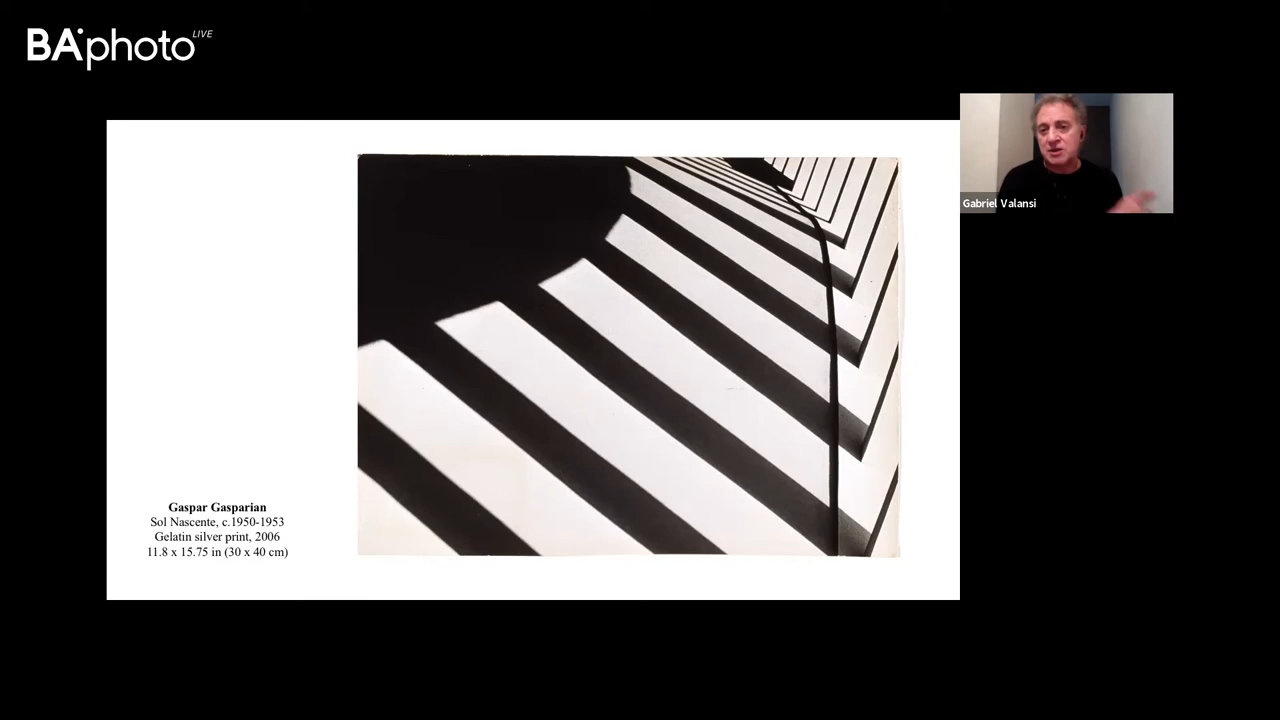 BAphoto LIVE
Gabriel Valansi
Gaspar Gasparian
Sol Nascente, c.1950-1953
Gelatin silver print, 2006
11.8 x 15.75 in (30 x 40 cm)